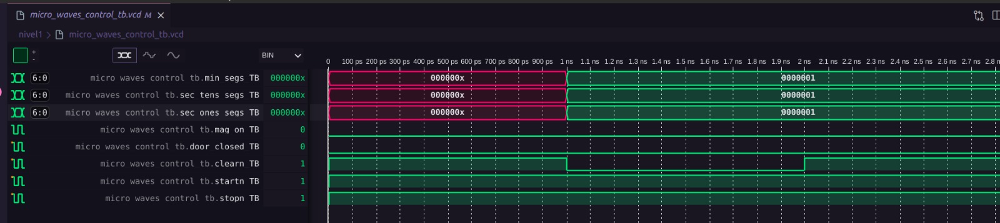 micro_waves_control_tb.vcd M
nivel1 > micro_waves_control_tb.vcd
+
-
BIN
0 100 ps 200 ps 300 ps 400 ps 500 ps 600 ps 700 ps 800 ps 900 ps 1 ns 1.1 ns 1.2 ns 1.3 ns 1.4 ns 1.5 ns 1.6 ns 1.7 ns 1.8 ns 1.9 ns 2 ns 2.1 ns 2.2 ns 2.3 ns 2.4 ns 2.5 ns 2.6 ns 2.7 ns 2.8 n
6:0 micro waves control tb.min segs TB 000000x 000000x 0000001
6:0 micro waves control tb.sec tens segs TB 000000x 000000x 0000001
6:0 micro waves control tb.sec ones segs TB 000000x 000000x 0000001
micro waves control tb.mag on TB 0
micro waves control tb.door closed TB 0
micro waves control tb.clearn TB 1
micro waves control tb.startn TB 1
micro waves control tb.stopn TB 1